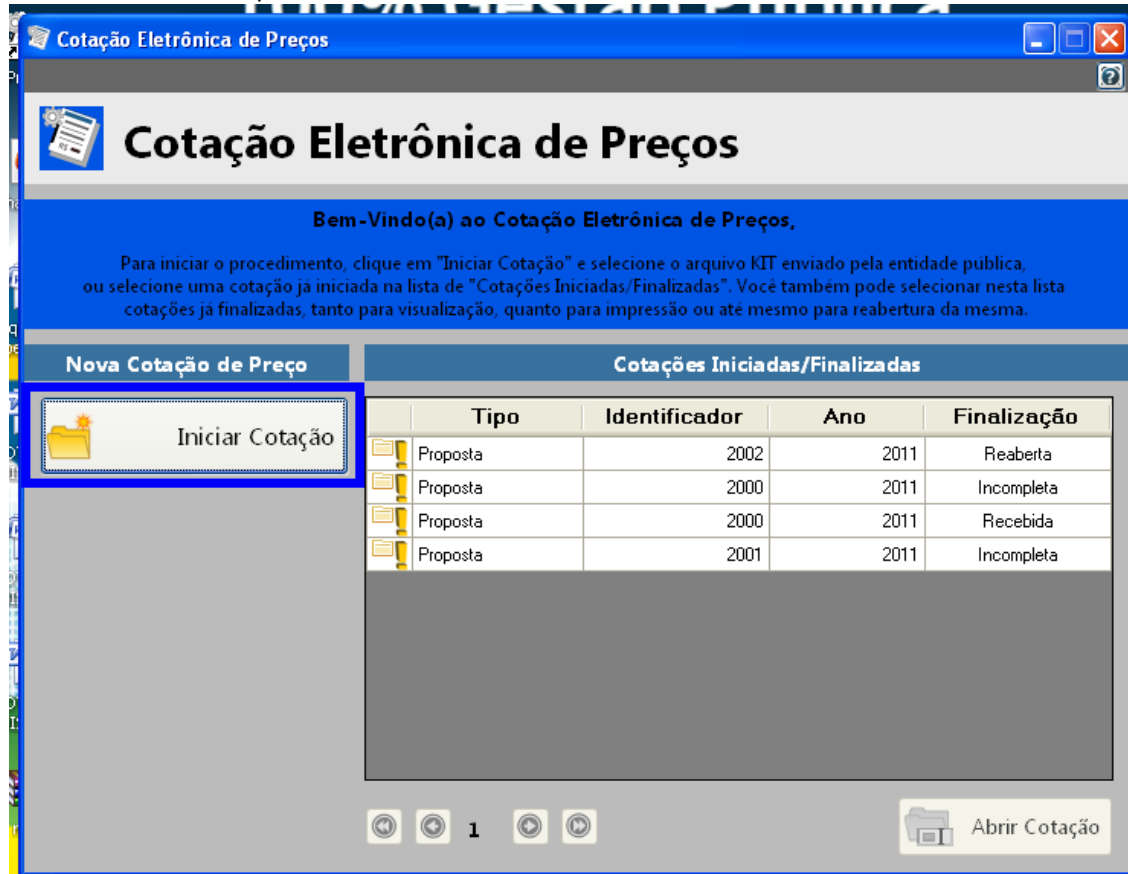 100% Gestão Pública
Cotação Eletrônica de Preços
Cotação Eletrônica de Preços
Bem-Vindo(a) ao Cotação Eletrônica de Preços,
Para iniciar o procedimento, clique em "Iniciar Cotação" e selecione o arquivo KIT enviado pela entidade publica,
ou selecione uma cotação já iniciada na lista de "Cotações Iniciadas/Finalizadas". Você também pode selecionar nesta lista
cotações já finalizadas, tanto para visualização, quanto para impressão ou até mesmo para reabertura da mesma.
Nova Cotação de Preço
Cotações Iniciadas/Finalizadas
Iniciar Cotação
Tipo Identificador Ano Finalização
Proposta 2002 2011 Reaberta
Proposta 2000 2011 Incompleta
Proposta 2000 2011 Recebida
Proposta 2001 2011 Incompleta
1
Abrir Cotação